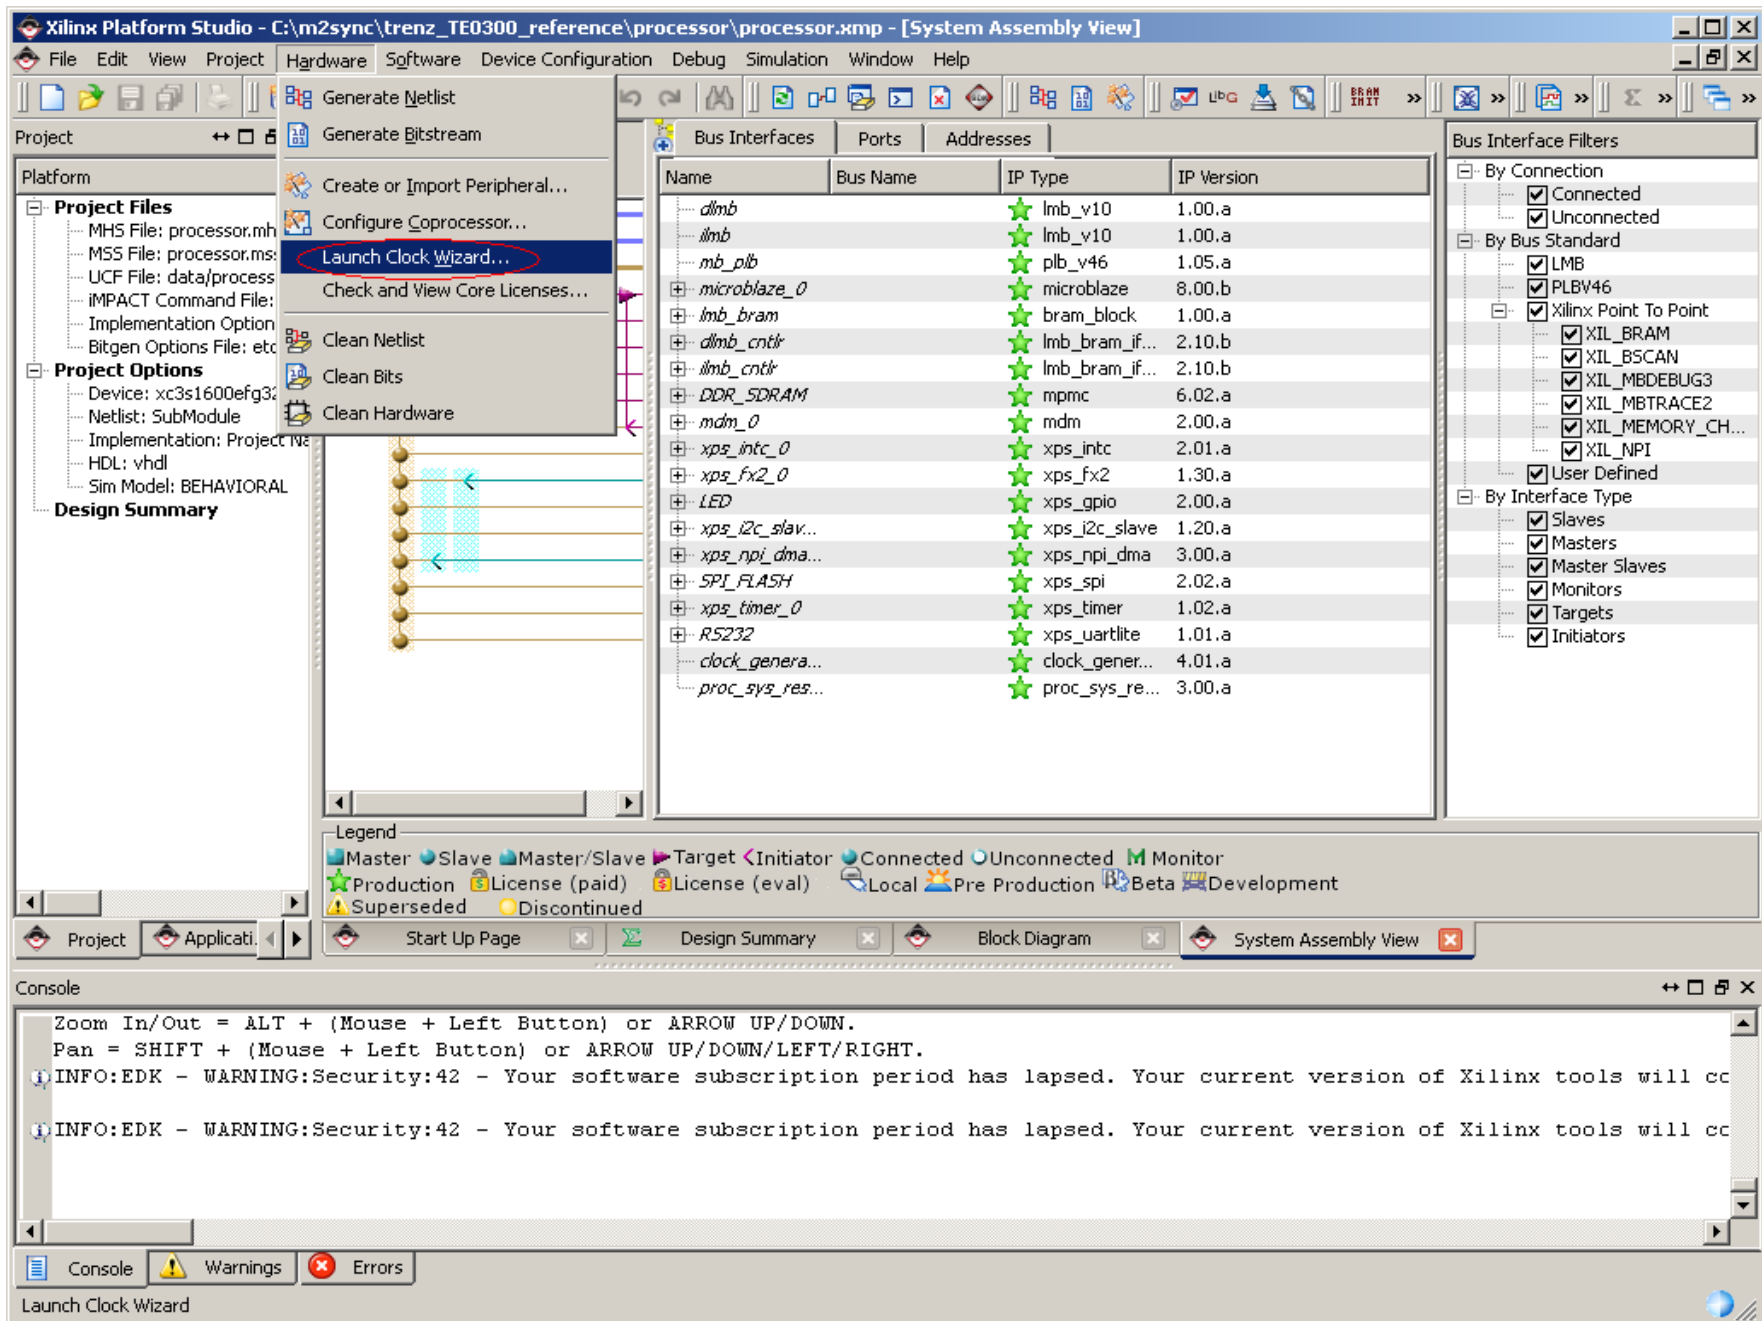 Xilinx Platform Studio - C:\m2sync\trenz_TE0300_reference\processor\processor.xmp - [System Assembly View]
File Edit View Project Hardware Software Device Configuration Debug Simulation Window Help
Generate Netlist
Generate Bitstream
Create or Import Peripheral...
Configure Coprocessor...
Launch Clock Wizard...
Check and View Core Licenses...
Clean Netlist
Clean Bits
Clean Hardware
Project
Platform
Project Files
MHS File: processor.mh
MSS File: processor.ms
UCF File: data/process
iMPACT Command File:
Implementation Option
Bitgen Options File: etc
Project Options
Device: xc3s1600efg32
Netlist: SubModule
Implementation: Project Na
HDL: vhdl
Sim Model: BEHAVIORAL
Design Summary
Bus Interfaces Ports Addresses
Name Bus Name IP Type IP Version
dlmb lmb_v10 1.00.a
ilmb lmb_v10 1.00.a
mb_plb plb_v46 1.05.a
microblaze_0 microblaze 8.00.b
lmb_bram bram_block 1.00.a
dlmb_cntlr lmb_bram_if... 2.10.b
ilmb_cntlr lmb_bram_if... 2.10.b
DDR_SDRAM mpmc 6.02.a
mdm_0 mdm 2.00.a
xps_intc_0 xps_intc 2.01.a
xps_fx2_0 xps_fx2 1.30.a
LED xps_gpio 2.00.a
xps_i2c_slav... xps_i2c_slave 1.20.a
xps_npi_dma... xps_npi_dma 3.00.a
SPI_FLASH xps_spi 2.02.a
xps_timer_0 xps_timer 1.02.a
RS232 xps_uartlite 1.01.a
clock_genera... clock_gener... 4.01.a
proc_sys_res... proc_sys_re... 3.00.a
Bus Interface Filters
By Connection
Connected
Unconnected
By Bus Standard
LMB
PLBV46
Xilinx Point To Point
XIL_BRAM
XIL_BSCAN
XIL_MBDEBUG3
XIL_MBTRACE2
XIL_MEMORY_CH...
XIL_NPI
User Defined
By Interface Type
Slaves
Masters
Master Slaves
Monitors
Targets
Initiators
Legend
Master Slave Master/Slave Target Initiator Connected Unconnected M Monitor
Production License (paid) License (eval) Local Pre Production Beta Development
Superseded Discontinued
Project Applicati. Start Up Page Design Summary Block Diagram System Assembly View
Console
Zoom In/Out = ALT + (Mouse + Left Button) or ARROW UP/DOWN.
Pan = SHIFT + (Mouse + Left Button) or ARROW UP/DOWN/LEFT/RIGHT.
INFO:EDK - WARNING:Security:42 - Your software subscription period has lapsed. Your current version of Xilinx tools will cc
INFO:EDK - WARNING:Security:42 - Your software subscription period has lapsed. Your current version of Xilinx tools will cc
Console Warnings Errors
Launch Clock Wizard